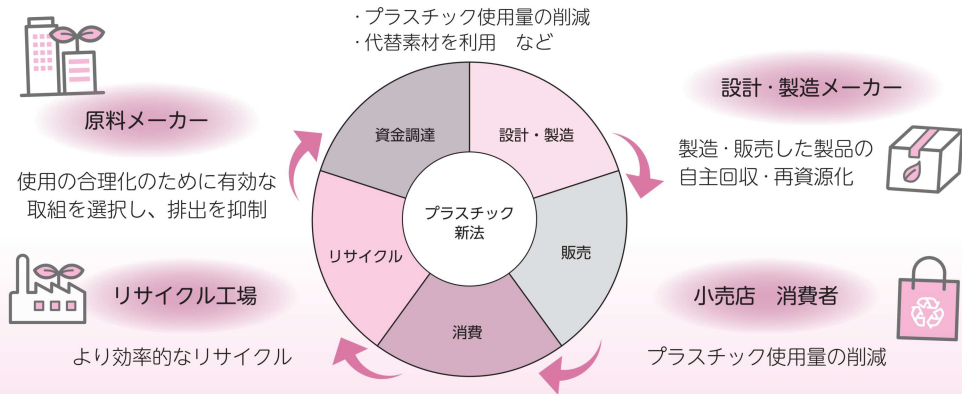 ・プラスチック使用量の削減
・代替素材を利用　など
原料メーカー
使用の合理化のために有効な
取組を選択し、排出を抑制
設計・製造メーカー
製造・販売した製品の
自主回収・再資源化
資金調達
設計・製造
プラスチック
新法
リサイクル
販売
消費
リサイクル工場
より効率的なリサイクル
小売店　消費者
プラスチック使用量の削減